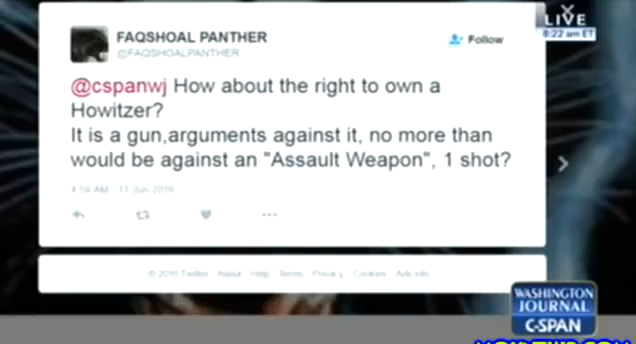 FAQSHOAL PANTHER
@FAQSHOALPANTHER
Follow
LIVE
8:22 am ET
@cspanwj How about the right to own a
Howitzer?
It is a gun,arguments against it, no more than
would be against an "Assault Weapon", 1 shot?
17 Jun 2016
© 2016 Twitter About Help Terms Privacy Cookies Ads info
WASHINGTON
JOURNAL
C-SPAN